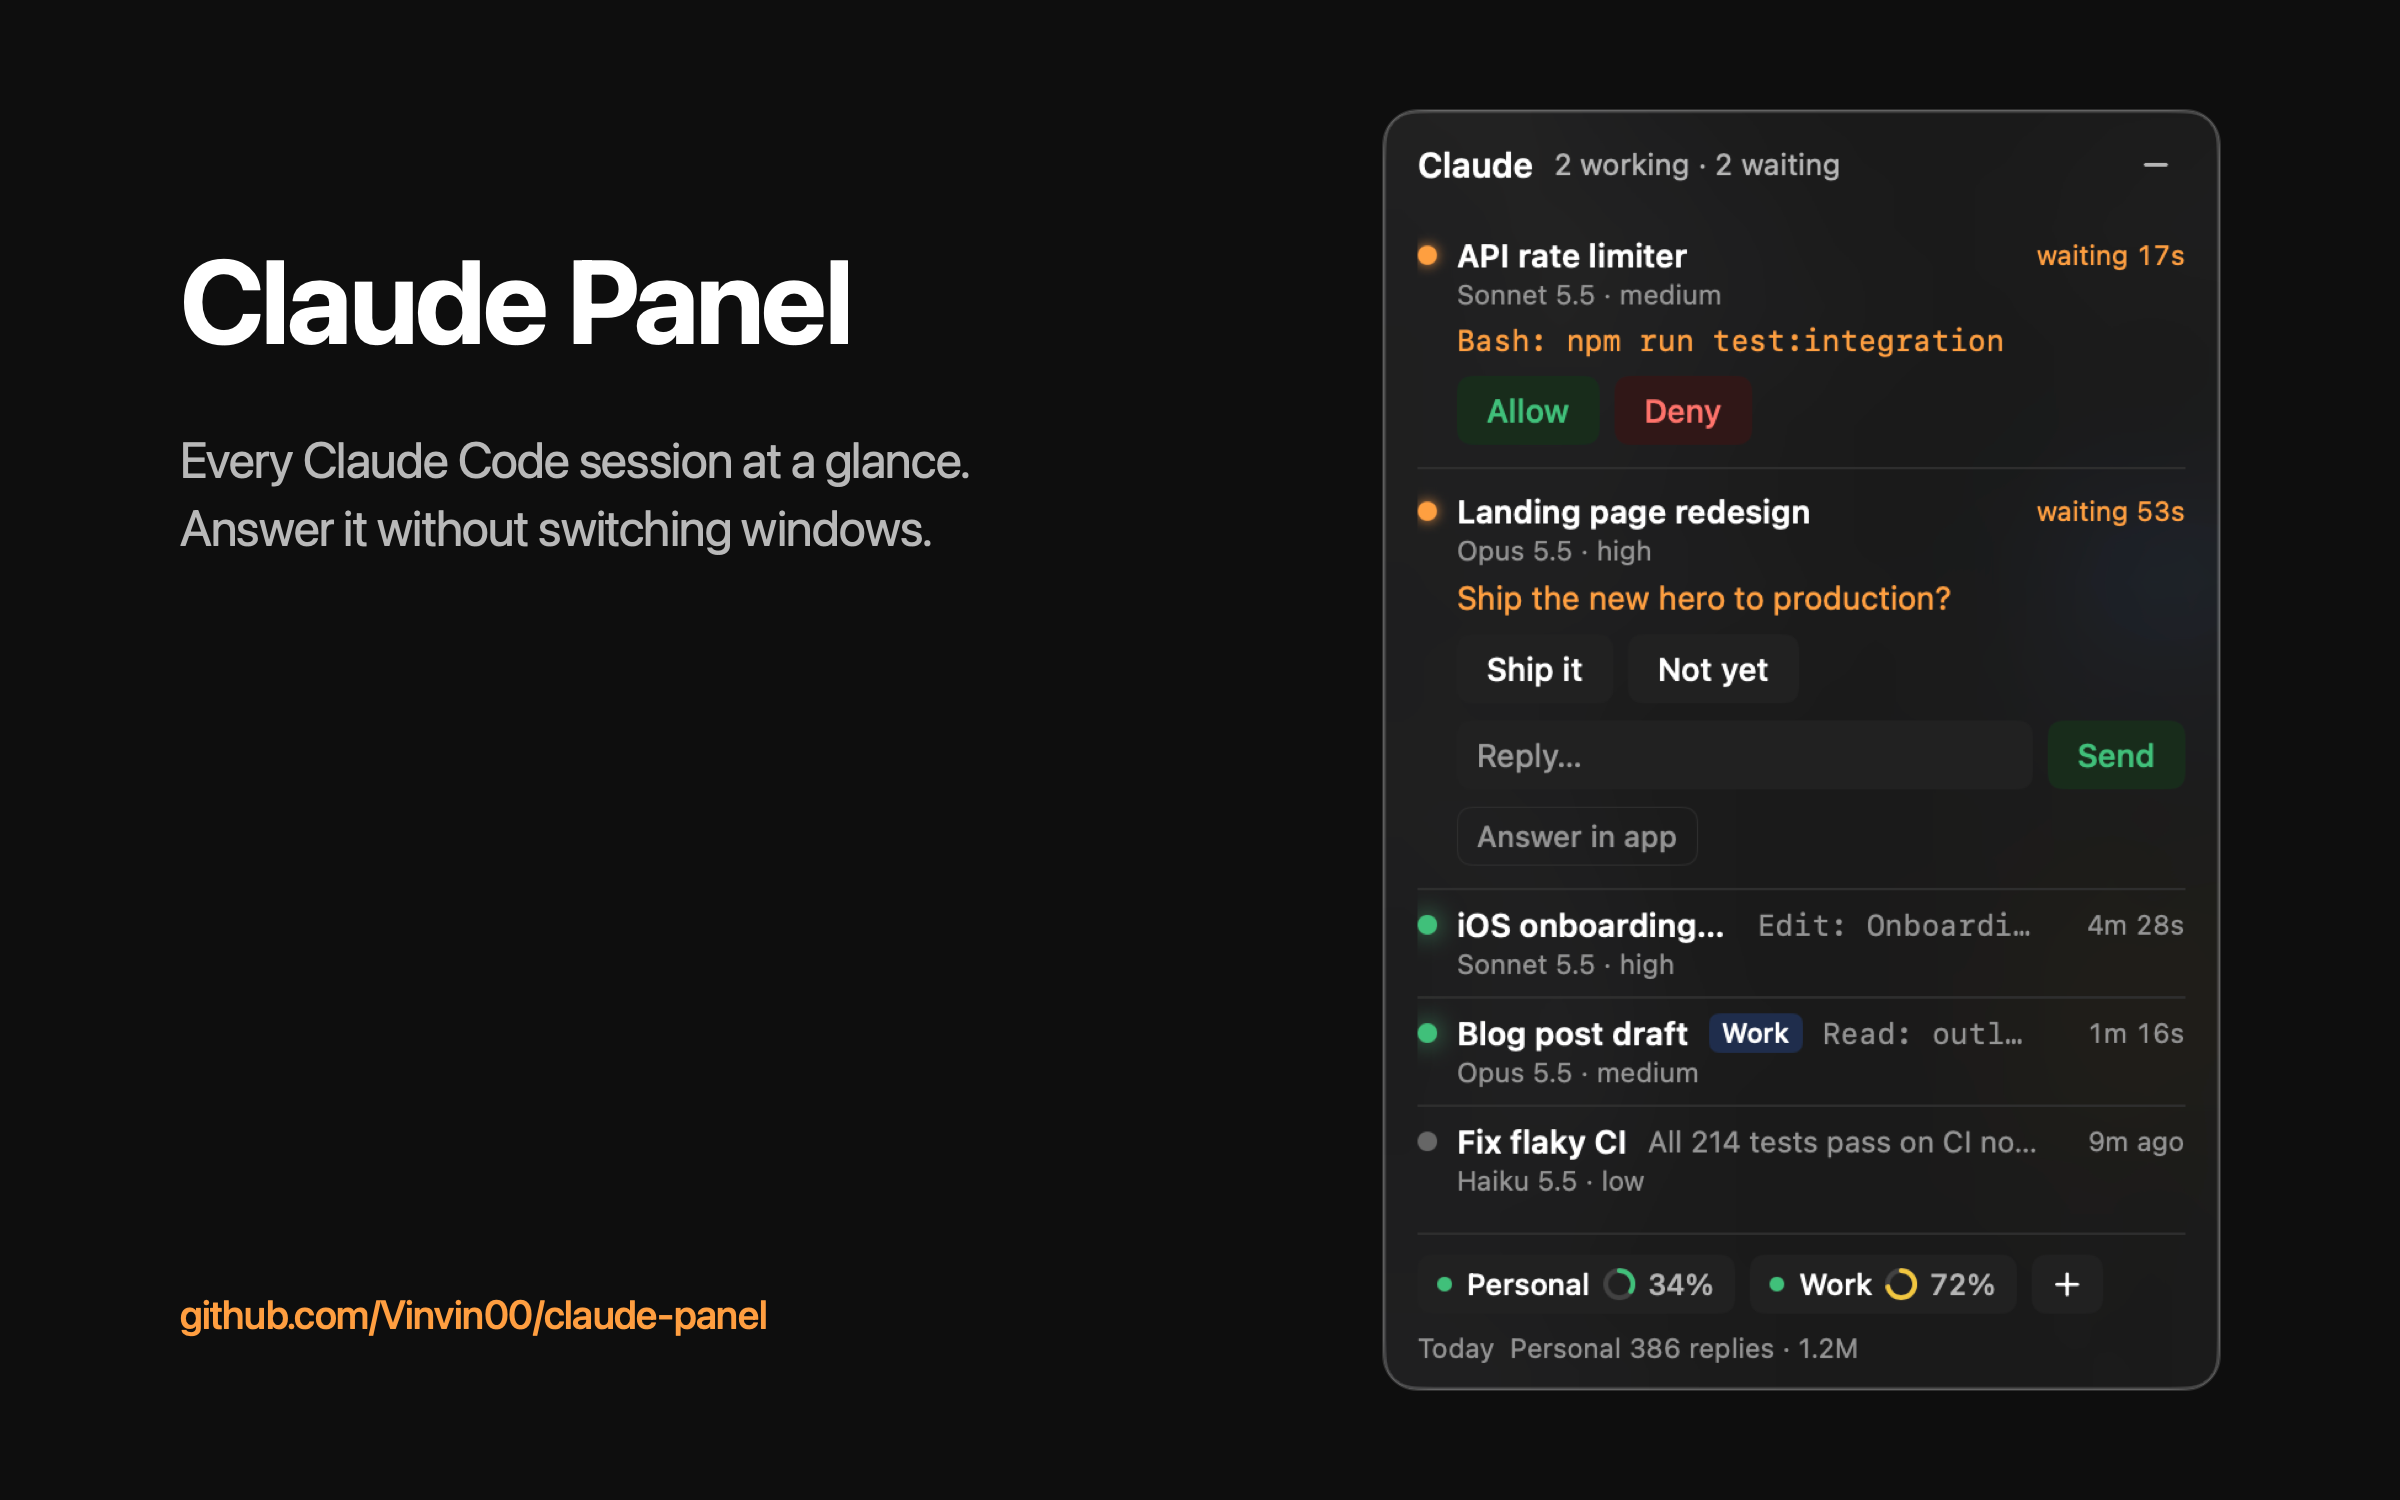 Claude Panel
Every Claude Code session at a glance.
Answer it without switching windows.
github.com/Vinvin00/claude-panel
Claude 2 working · 2 waiting
API rate limiter waiting 17s
Sonnet 5.5 · medium
Bash: npm run test:integration
Allow Deny
Landing page redesign waiting 53s
Opus 5.5 · high
Ship the new hero to production?
Ship it Not yet
Reply... Send
Answer in app
iOS onboarding... Edit: Onboardi... 4m 28s
Sonnet 5.5 · high
Blog post draft Work Read: outl... 1m 16s
Opus 5.5 · medium
Fix flaky CI All 214 tests pass on CI no... 9m ago
Haiku 5.5 · low
Personal 34% Work 72% +
Today Personal 386 replies · 1.2M